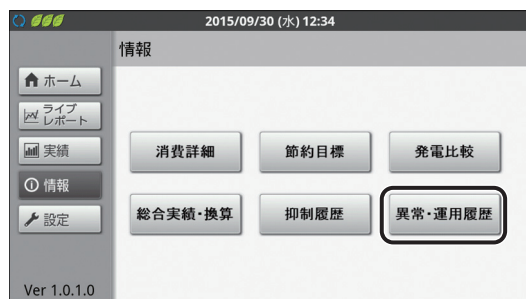 2015/09/30 (水) 12:34
情報
ホーム
ライブ
レポート
実績
情報
設定
消費詳細
節約目標
発電比較
総合実績・換算
抑制履歴
異常・運用履歴
Ver 1.0.1.0